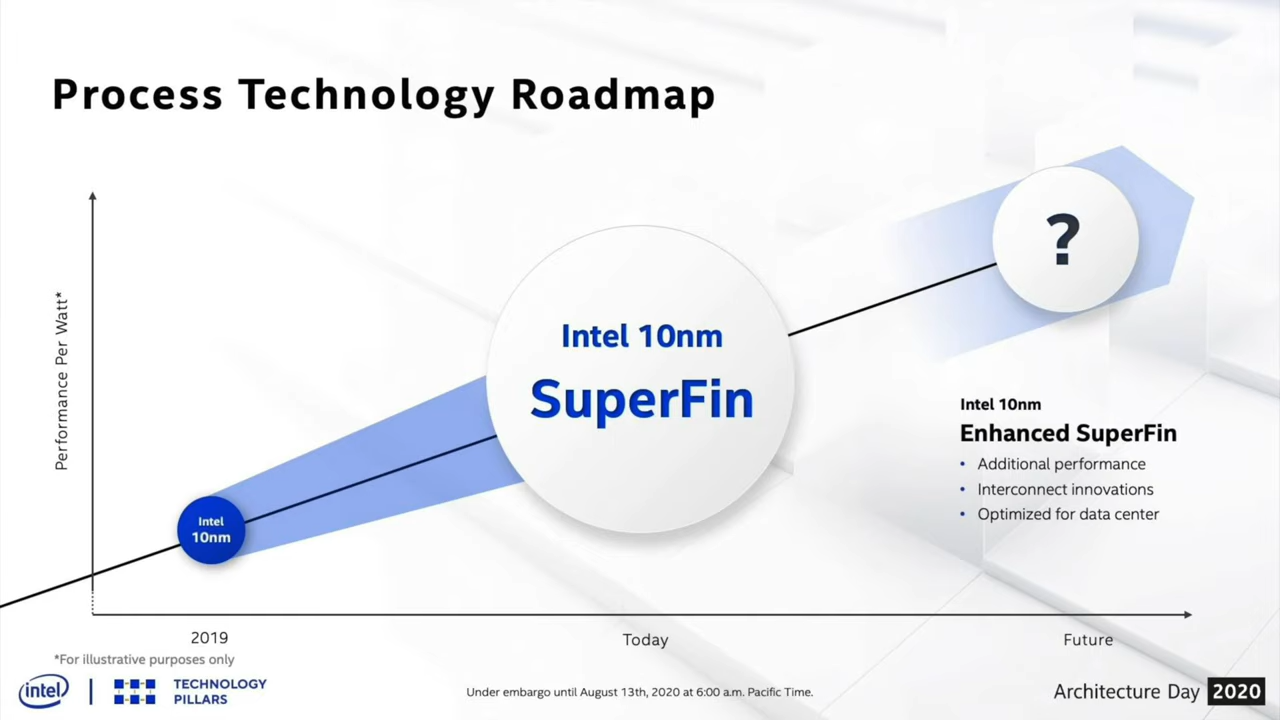 Process Technology Roadmap
Performance Per Watt*
?
Intel 10nm
SuperFin
Intel 10nm
Enhanced SuperFin
• Additional performance
• Interconnect innovations
• Optimized for data center
Intel
10nm
2019
Today
Future
*For illustrative purposes only
intel
TECHNOLOGY
PILLARS
Under embargo until August 13th, 2020 at 6:00 a.m. Pacific Time.
Architecture Day 2020